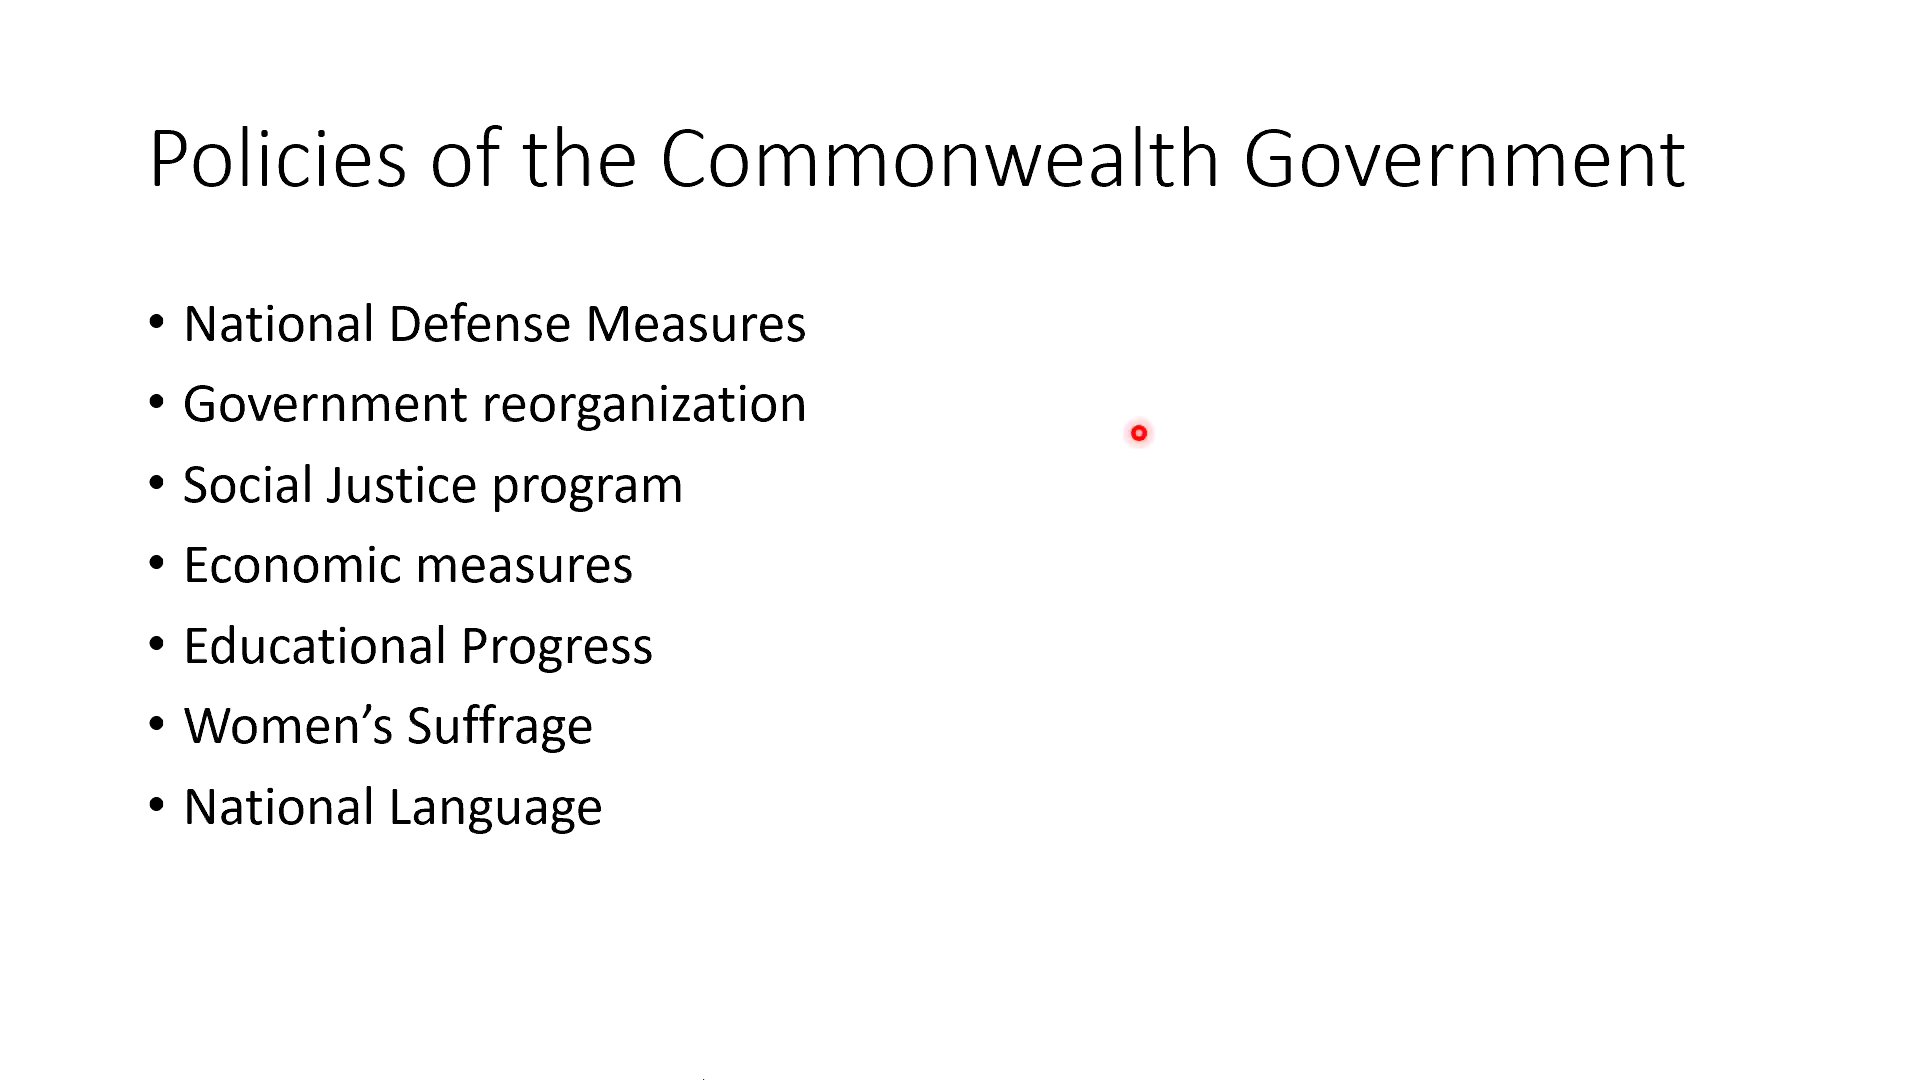 Policies of the Commonwealth Government
• National Defense Measures
• Government reorganization
• Social Justice program
• Economic measures
• Educational Progress
• Women’s Suffrage
• National Language